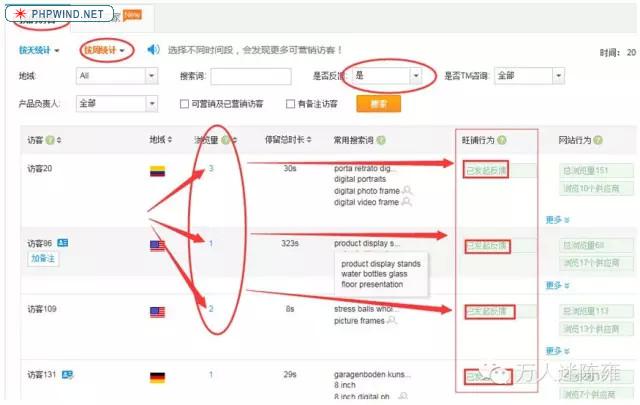 PHPWIND.NET
家 New
按天统计 按周统计 选择不同时间段，会发现更多可营销访客！ 时间：20
地域： All 搜索词： 是否反馈： 是 是否TM咨询： 全部
产品负责人： 全部 可营销及已营销访客 有备注访客 搜索
访客 地域 浏览量 停留总时长 常用搜索词 旺铺行为 网站行为
访客20 3 30s porta retrato dig... 已发起反馈 总浏览量151
digital portraits 浏览10个供应商
digital photo frame
digital video frame
更多
访客86 1 323s product display s... 已发起反馈 总浏览量68
加备注 浏览17个供应商
product display stands
water bottles glass
floor presentation
更多
访客109 2 8s stress balls whol... 已发起反馈 总浏览量113
picture frames 浏览13个供应商
更多
访客131 1 29s garagenboden kuns... 已发起反馈
8 inch
8 inch digital ph
万人迷陈雍